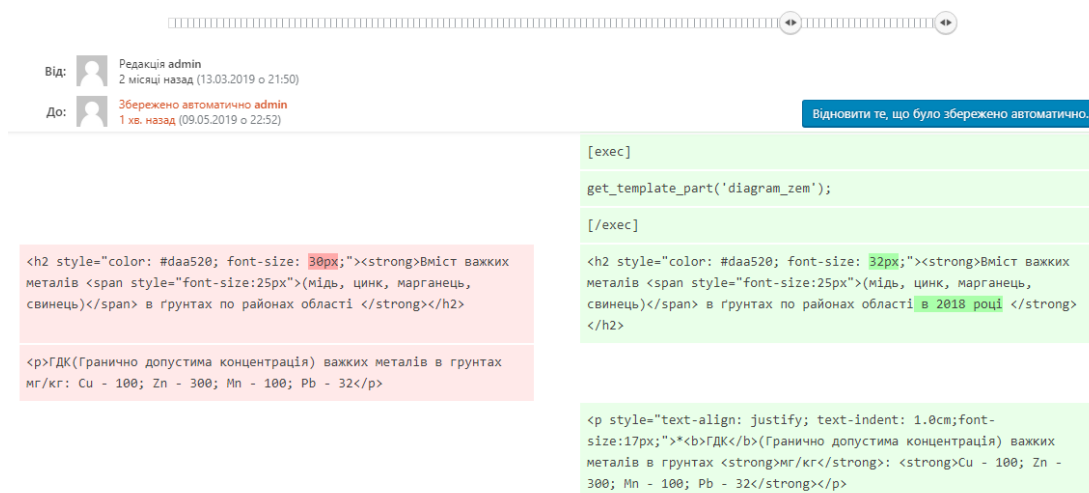 Від:
Редакція admin
2 місяці назад (13.03.2019 о 21:50)
До:
Збережено автоматично admin
1 хв. назад (09.05.2019 о 22:52)
Відновити те, що було збережено автоматично.
[exec]
get_template_part('diagram_zem');
[/exec]
<h2 style="color: #daa520; font-size: 30px;"><strong>Вміст важких
металів <span style="font-size:25px">(мідь, цинк, марганець,
свинець)</span> в ґрунтах по районах області </strong></h2>
<h2 style="color: #daa520; font-size: 32px;"><strong>Вміст важких
металів <span style="font-size:25px">(мідь, цинк, марганець,
свинець)</span> в ґрунтах по районах області в 2018 році </strong>
</h2>
<p>ГДК(Гранично допустима концентрація) важких металів в грунтах
мг/кг: Cu - 100; Zn - 300; Mn - 100; Pb - 32</p>
<p style="text-align: justify; text-indent: 1.0cm;font-
size:17px;">*<b>ГДК</b>(Гранично допустима концентрація) важких
металів в грунтах <strong>мг/кг</strong>: <strong>Cu - 100; Zn -
300; Mn - 100; Pb - 32</strong></p>